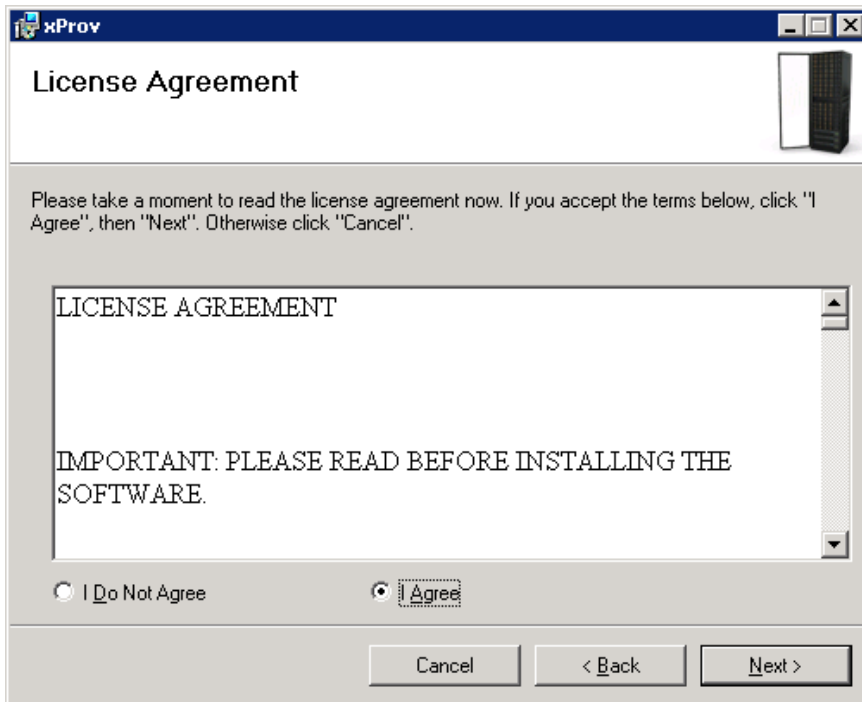 xProv
License Agreement
Please take a moment to read the license agreement now. If you accept the terms below, click "I
Agree", then "Next". Otherwise click "Cancel".
LICENSE AGREEMENT
IMPORTANT: PLEASE READ BEFORE INSTALLING THE
SOFTWARE.
I Do Not Agree
I Agree
Cancel
< Back
Next >